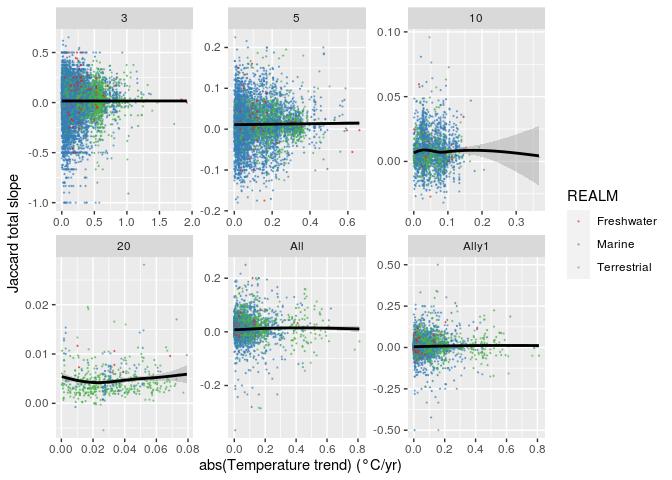 3 5 10
0.5
0.0
-0.5
-1.0
0.2
0.1
0.0
-0.1
-0.2
0.10
0.05
0.00
0.0 0.5 1.0 1.5 2.0
0.0 0.2 0.4 0.6
0.0 0.1 0.2 0.3
20 All Ally1
0.02
0.01
0.00
0.2
0.0
-0.2
0.50
0.25
0.00
-0.25
-0.50
0.00 0.02 0.04 0.06 0.08
0.0 0.2 0.4 0.6 0.8
0.0 0.2 0.4 0.6 0.8
Jaccard total slope
abs(Temperature trend) (°C/yr)
REALM
Freshwater
Marine
Terrestrial